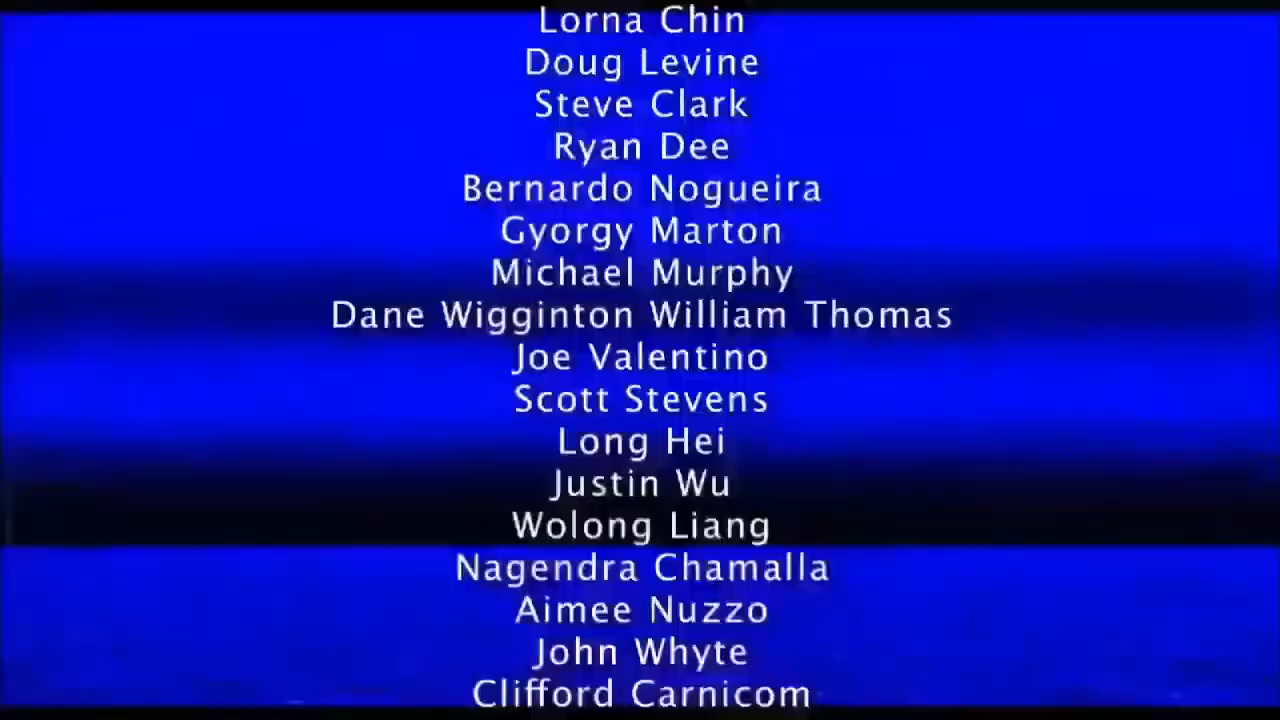 Lorna Chin
Doug Levine
Steve Clark
Ryan Dee
Bernardo Nogueira
Gyorgy Marton
Michael Murphy
Dane Wigginton William Thomas
Joe Valentino
Scott Stevens
Long Hei
Justin Wu
Wolong Liang
Nagendra Chamalla
Aimee Nuzzo
John Whyte
Clifford Carnicom